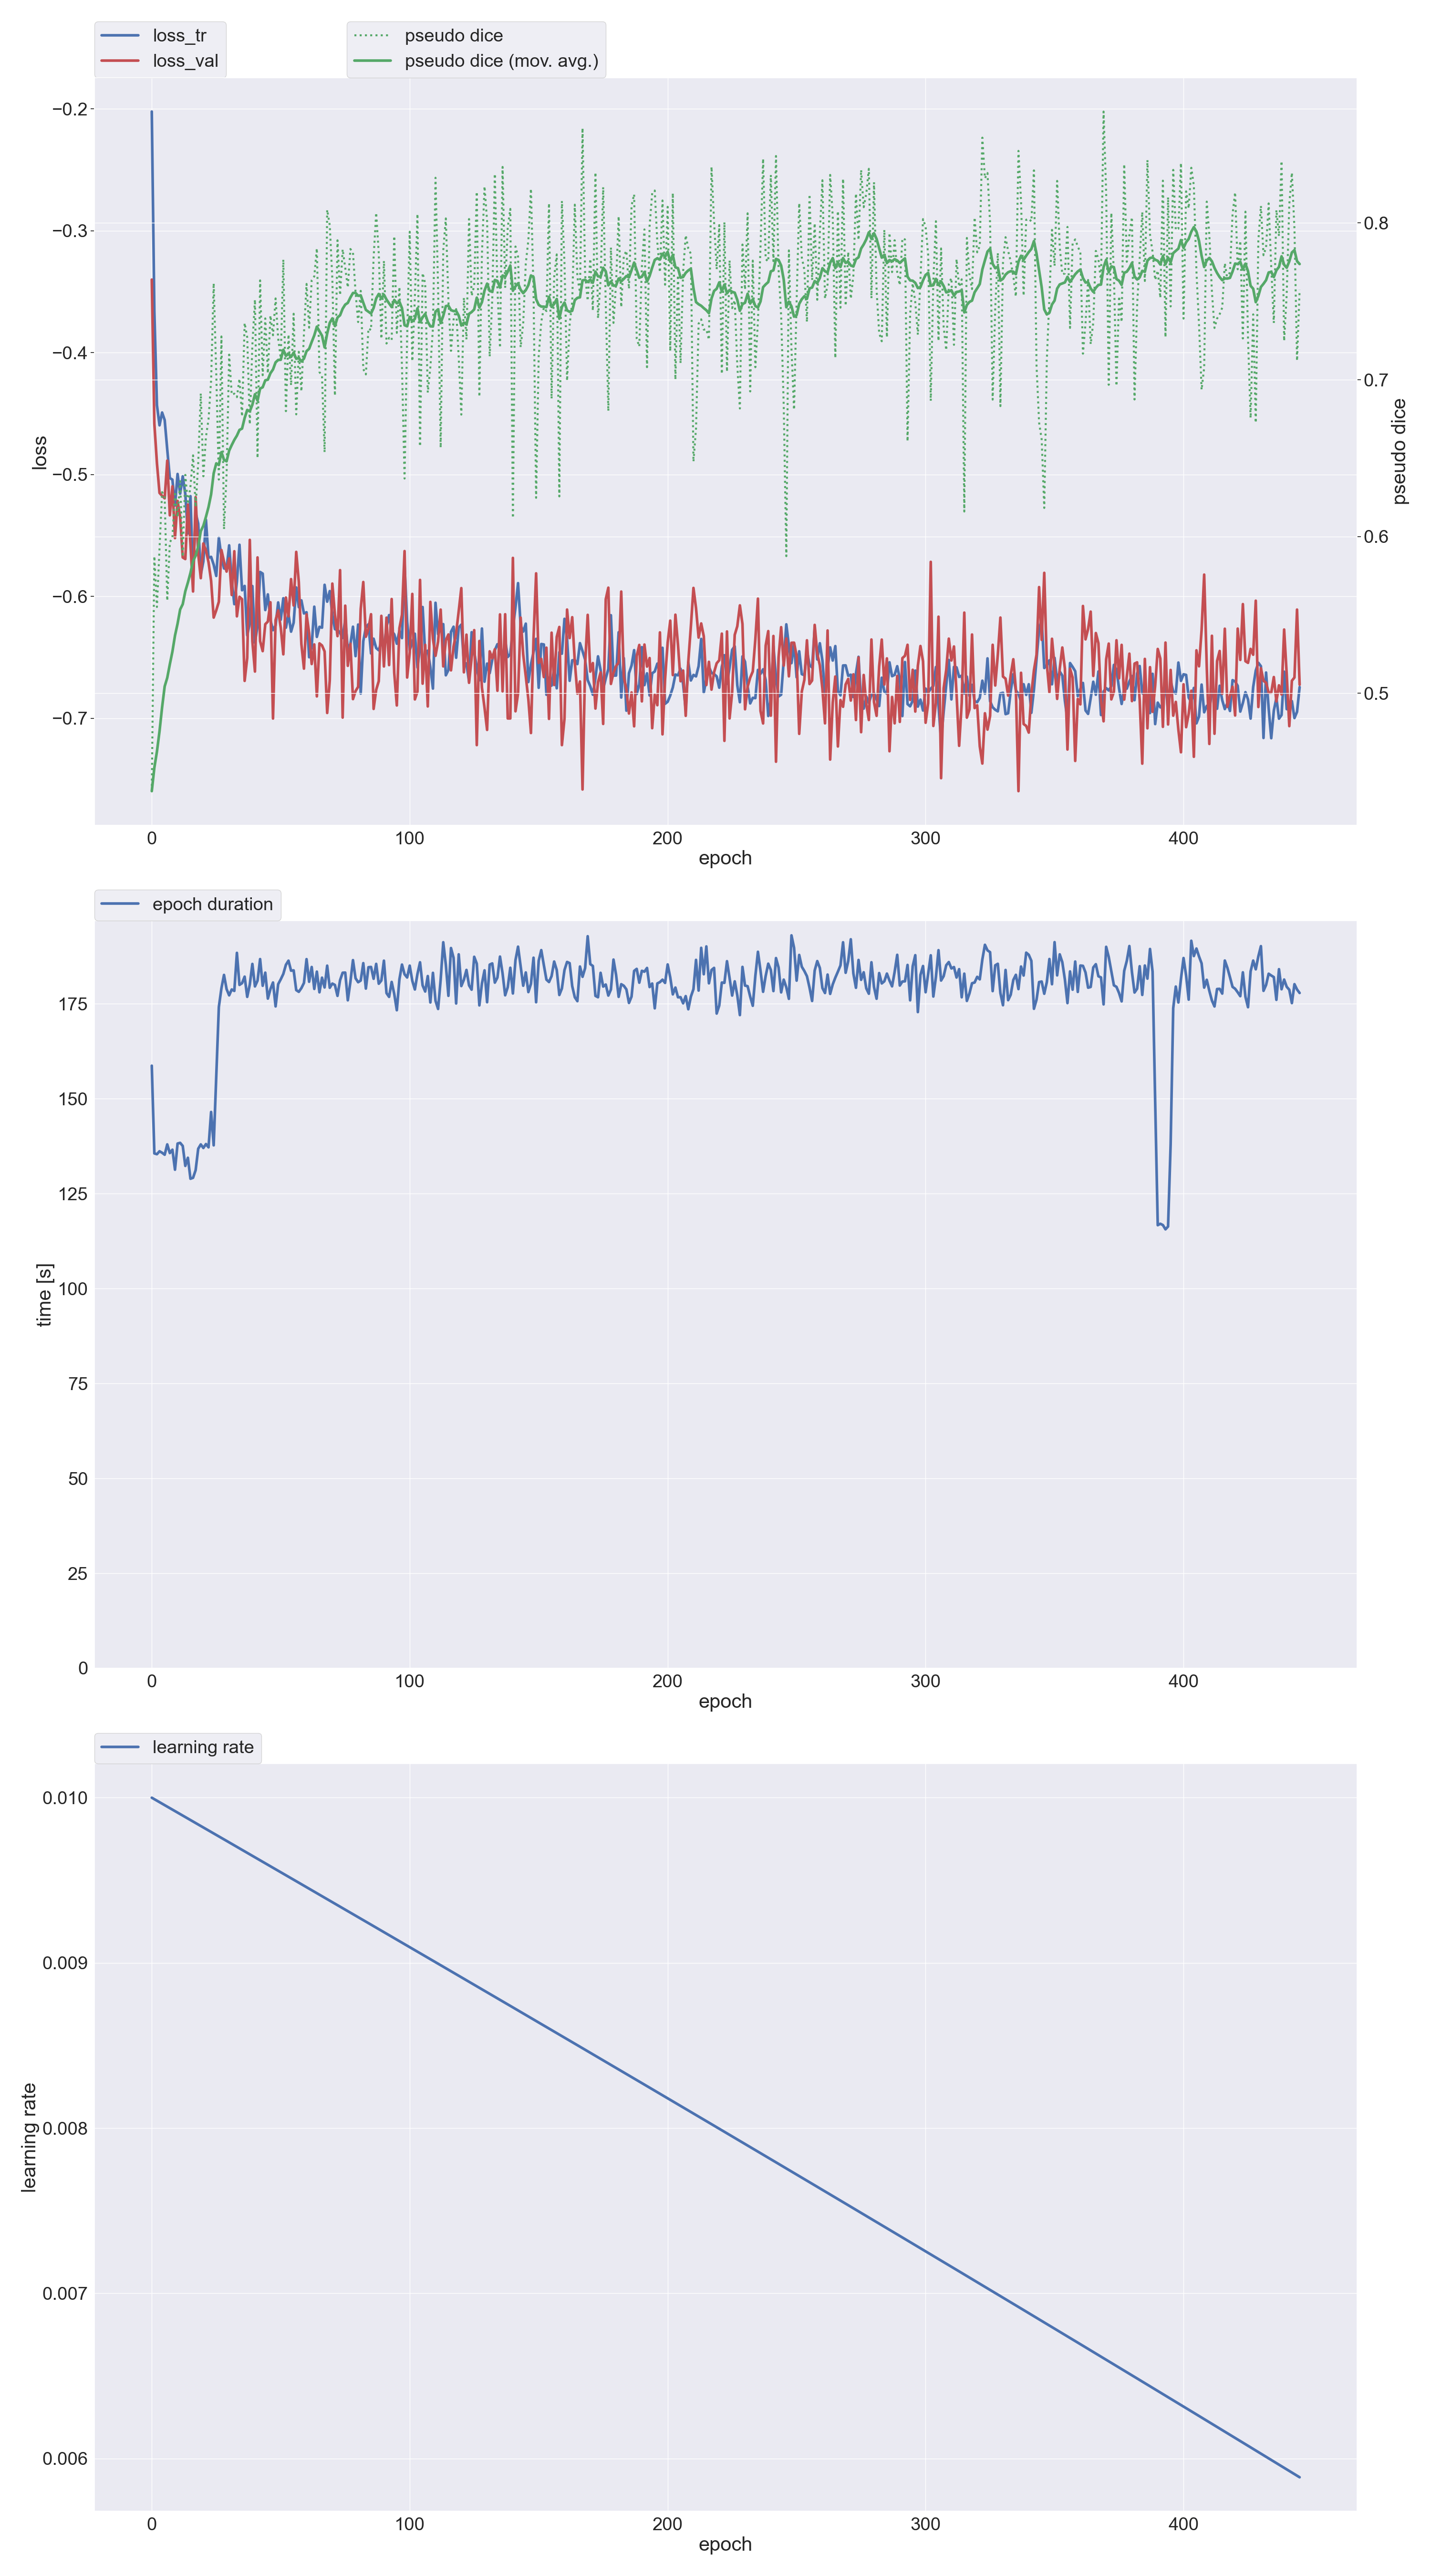 loss_tr
loss_val
pseudo dice
pseudo dice (mov. avg.)
−0.2
−0.3
−0.4
−0.5
−0.6
−0.7
loss
0.8
0.7
0.6
0.5
pseudo dice
0 100 200 300 400
epoch
epoch duration
175
150
125
100
75
50
25
0
time [s]
0 100 200 300 400
epoch
learning rate
0.010
0.009
0.008
0.007
0.006
learning rate
0 100 200 300 400
epoch